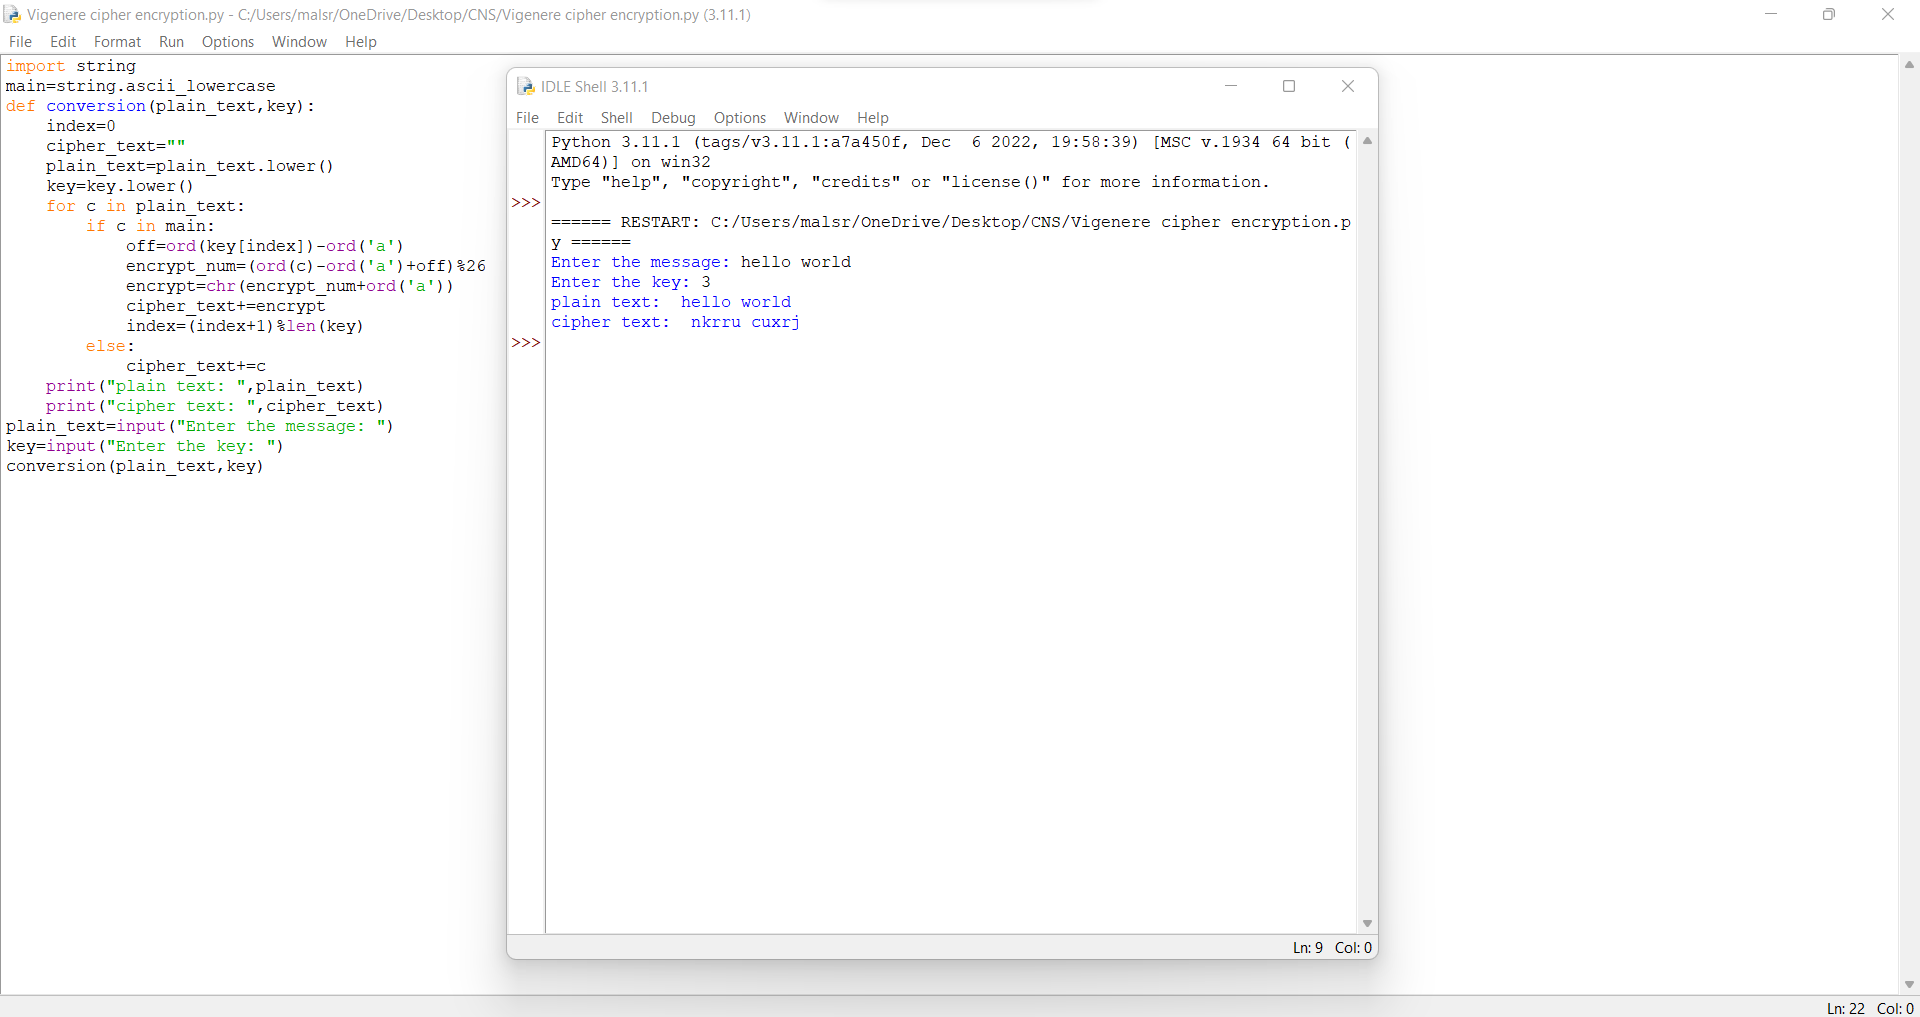 Vigenere cipher encryption.py - C:/Users/malsr/OneDrive/Desktop/CNS/Vigenere cipher encryption.py (3.11.1)
File Edit Format Run Options Window Help
import string
main=string.ascii_lowercase
def conversion(plain_text,key):
    index=0
    cipher_text=""
    plain_text=plain_text.lower()
    key=key.lower()
    for c in plain_text:
        if c in main:
            off=ord(key[index])-ord('a')
            encrypt_num=(ord(c)-ord('a')+off)%26
            encrypt=chr(encrypt_num+ord('a'))
            cipher_text+=encrypt
            index=(index+1)%len(key)
        else:
            cipher_text+=c
    print("plain text: ",plain_text)
    print("cipher text: ",cipher_text)
plain_text=input("Enter the message: ")
key=input("Enter the key: ")
conversion(plain_text,key)
IDLE Shell 3.11.1
File Edit Shell Debug Options Window Help
Python 3.11.1 (tags/v3.11.1:a7a450f, Dec  6 2022, 19:58:39) [MSC v.1934 64 bit (
AMD64)] on win32
Type "help", "copyright", "credits" or "license()" for more information.
>>>
====== RESTART: C:/Users/malsr/OneDrive/Desktop/CNS/Vigenere cipher encryption.p
y ======
Enter the message: hello world
Enter the key: 3
plain text:  hello world
cipher text:  nkrru cuxrj
>>>
Ln: 9 Col: 0
Ln: 22 Col: 0